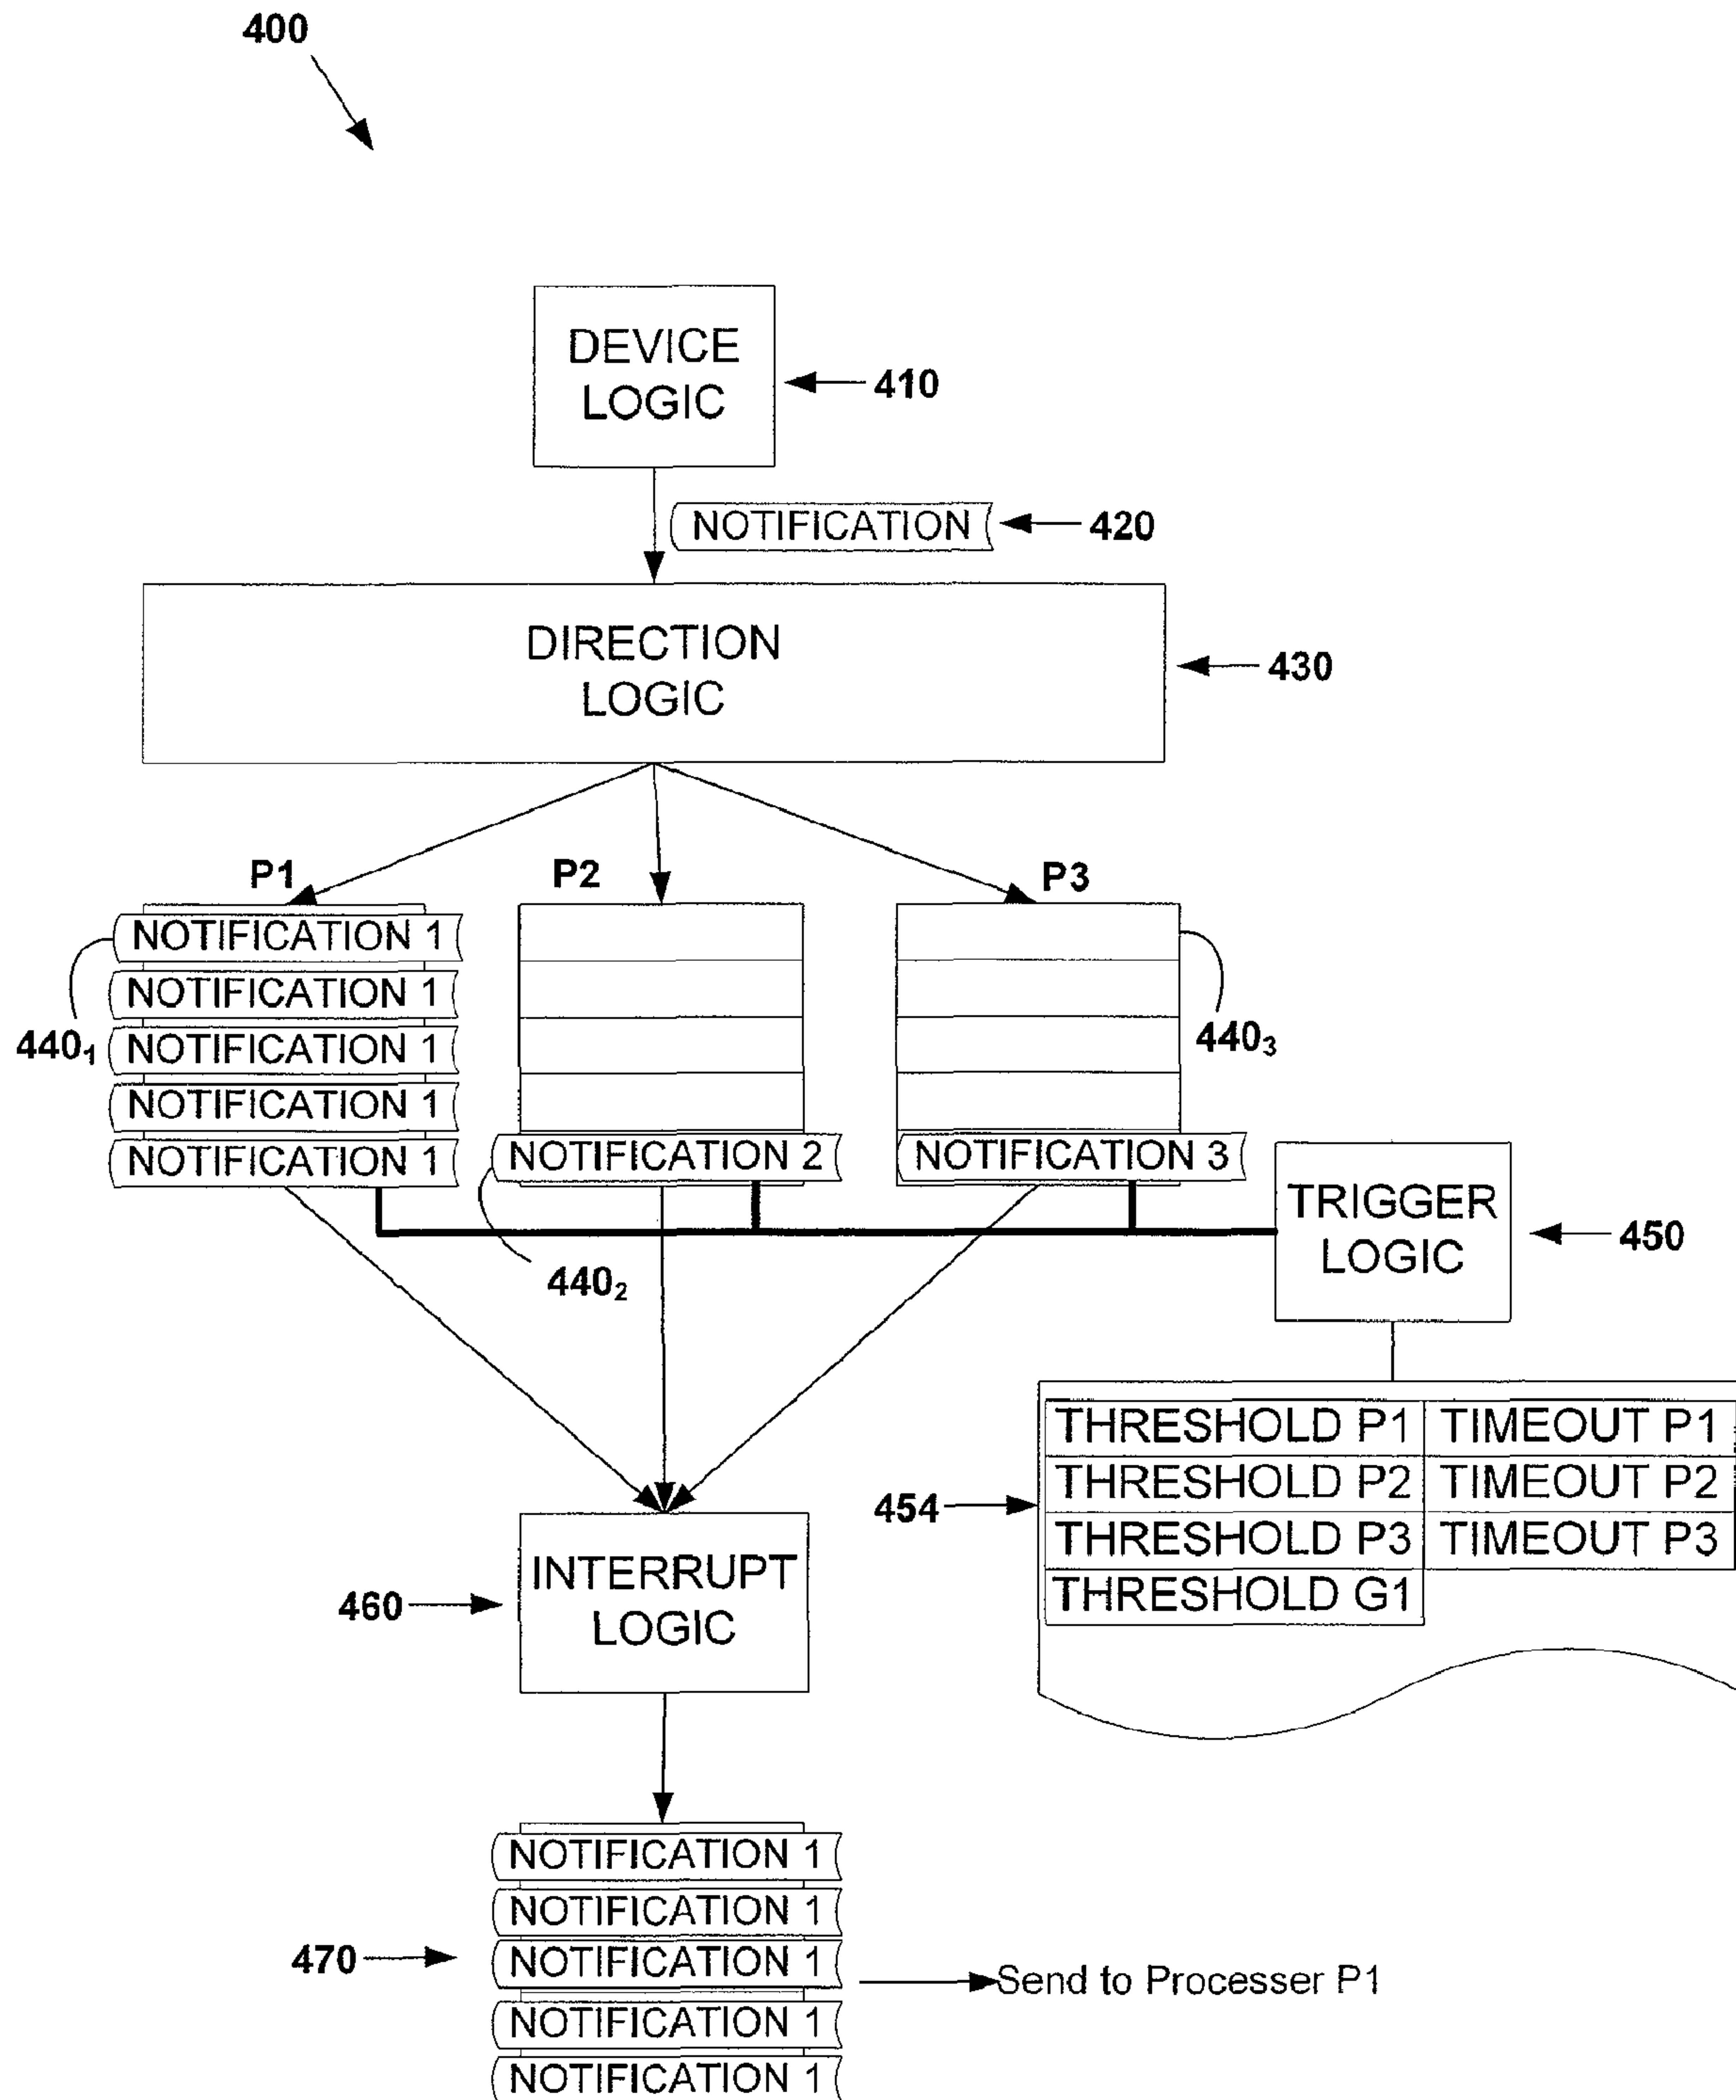 400
DEVICE
LOGIC
410
NOTIFICATION
420
DIRECTION
LOGIC
430
P1
P2
P3
NOTIFICATION 1
NOTIFICATION 1
NOTIFICATION 1
NOTIFICATION 1
NOTIFICATION 1
440₁
NOTIFICATION 2
440₂
NOTIFICATION 3
440₃
TRIGGER
LOGIC
450
THRESHOLD P1 TIMEOUT P1
THRESHOLD P2 TIMEOUT P2
THRESHOLD P3 TIMEOUT P3
THRESHOLD G1
454
INTERRUPT
LOGIC
460
NOTIFICATION 1
NOTIFICATION 1
NOTIFICATION 1
NOTIFICATION 1
NOTIFICATION 1
470
Send to Processer P1